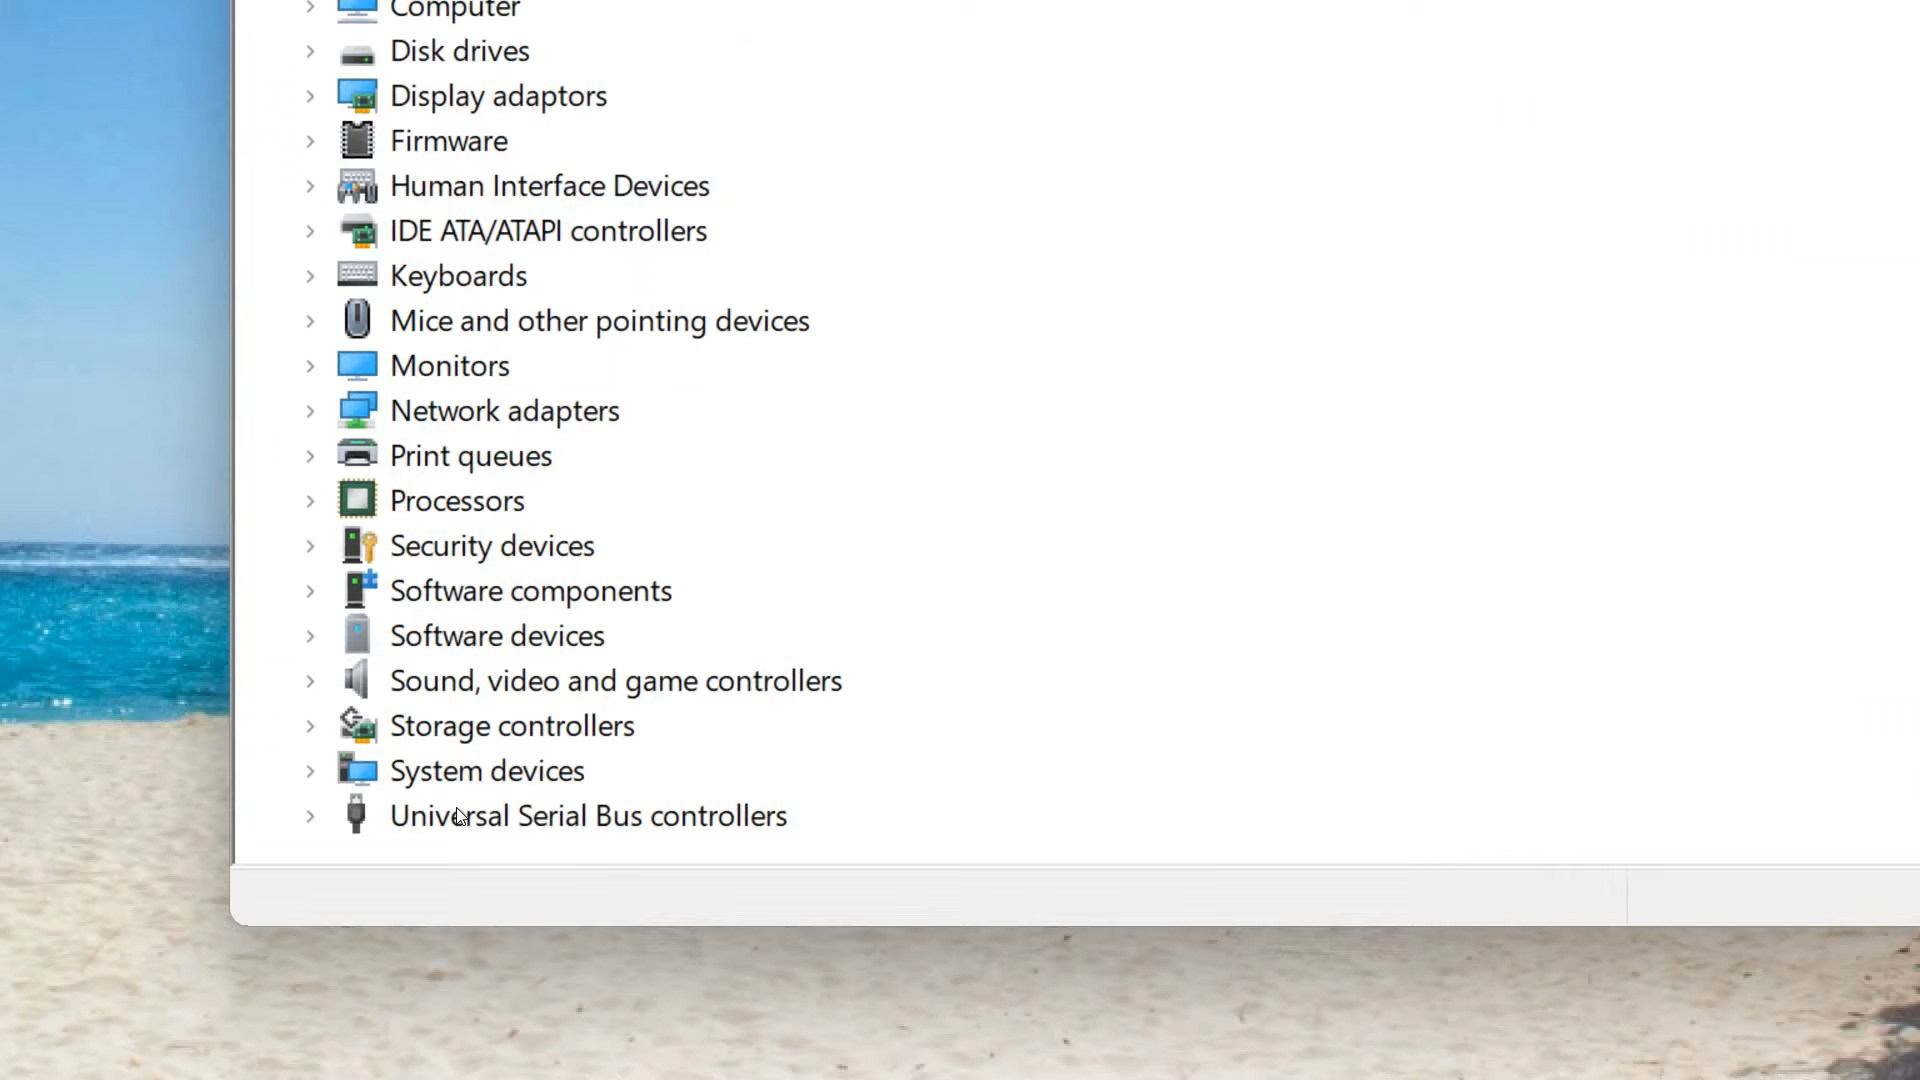 Computer
Disk drives
Display adaptors
Firmware
Human Interface Devices
IDE ATA/ATAPI controllers
Keyboards
Mice and other pointing devices
Monitors
Network adapters
Print queues
Processors
Security devices
Software components
Software devices
Sound, video and game controllers
Storage controllers
System devices
Universal Serial Bus controllers